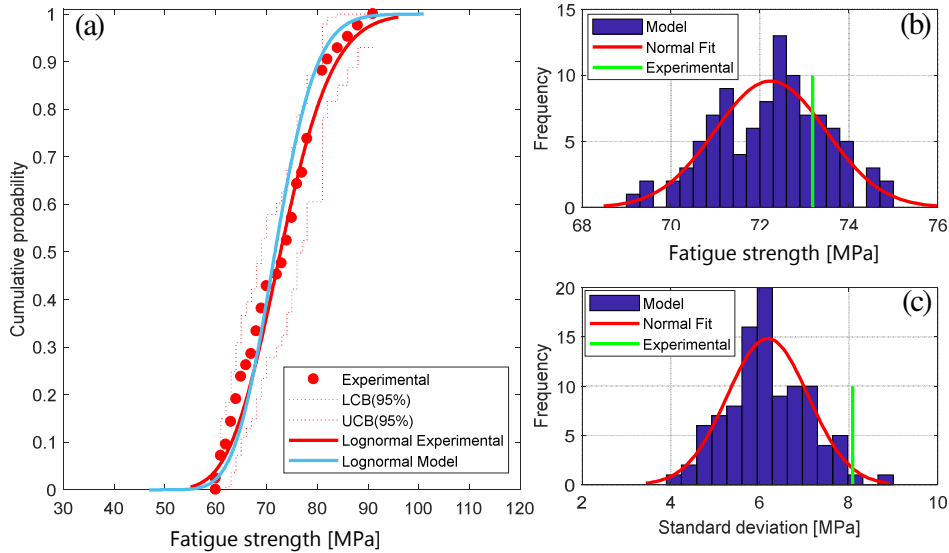 (a)
Cumulative probability
1
0.9
0.8
0.7
0.6
0.5
0.4
0.3
0.2
0.1
0
30 40 50 60 70 80 90 100 110 120
Fatigue strength [MPa]
Experimental
LCB(95%)
UCB(95%)
Lognormal Experimental
Lognormal Model
(b)
Model
Normal Fit
Experimental
Frequency
15
10
5
0
68 70 72 74 76
Fatigue strength [MPa]
(c)
Model
Normal Fit
Experimental
Frequency
20
15
10
5
0
2 4 6 8 10
Standard deviation [MPa]